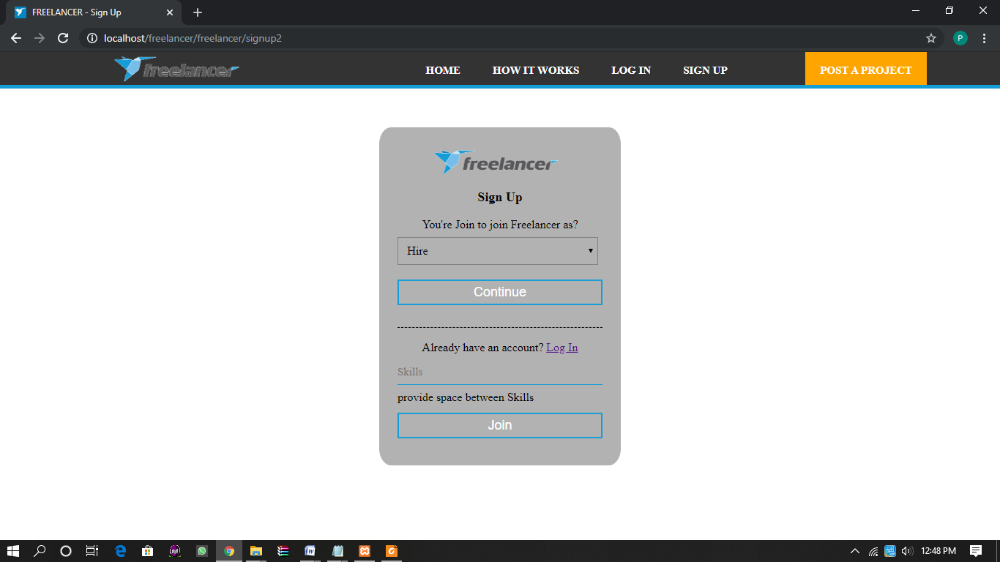 FREELANCER - Sign Up
localhost/freelancer/freelancer/signup2
P
freelancer
HOME HOW IT WORKS LOG IN SIGN UP POST A PROJECT
freelancer
Sign Up
You're Join to join Freelancer as?
Hire
Continue
Already have an account? Log In
Skills
provide space between Skills
Join
12:48 PM